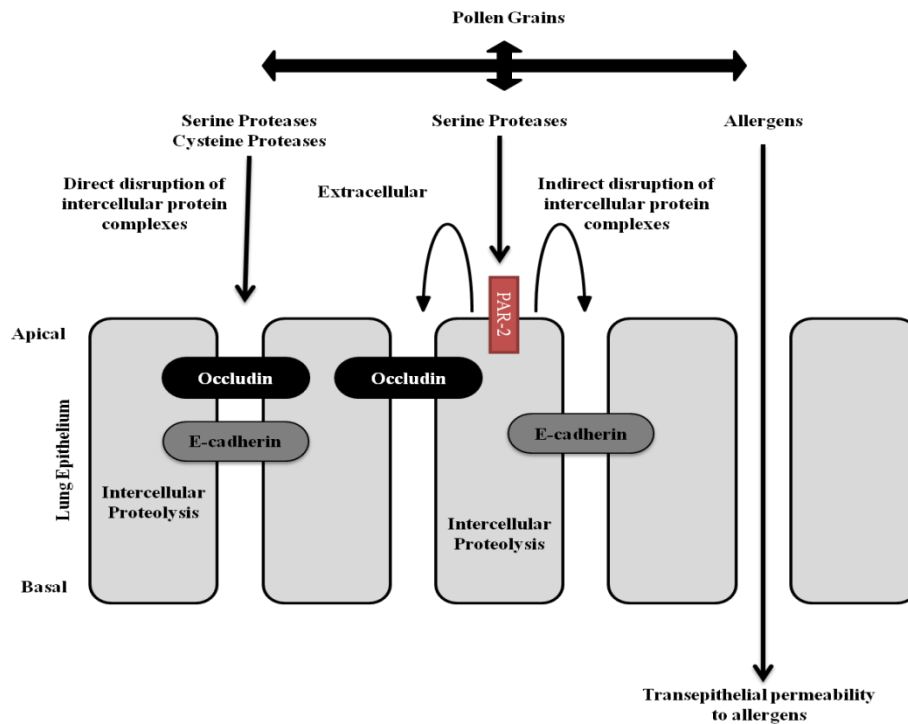 Pollen Grains
Serine Proteases
Cysteine Proteases
Serine Proteases
Allergens
Direct disruption of
intercellular protein
complexes
Extracellular
Indirect disruption of
intercellular protein
complexes
PAR-2
Apical
Occludin
Occludin
E-cadherin
E-cadherin
Lung Epithelium
Intercellular
Proteolysis
Intercellular
Proteolysis
Basal
Transepithelial permeability
to allergens